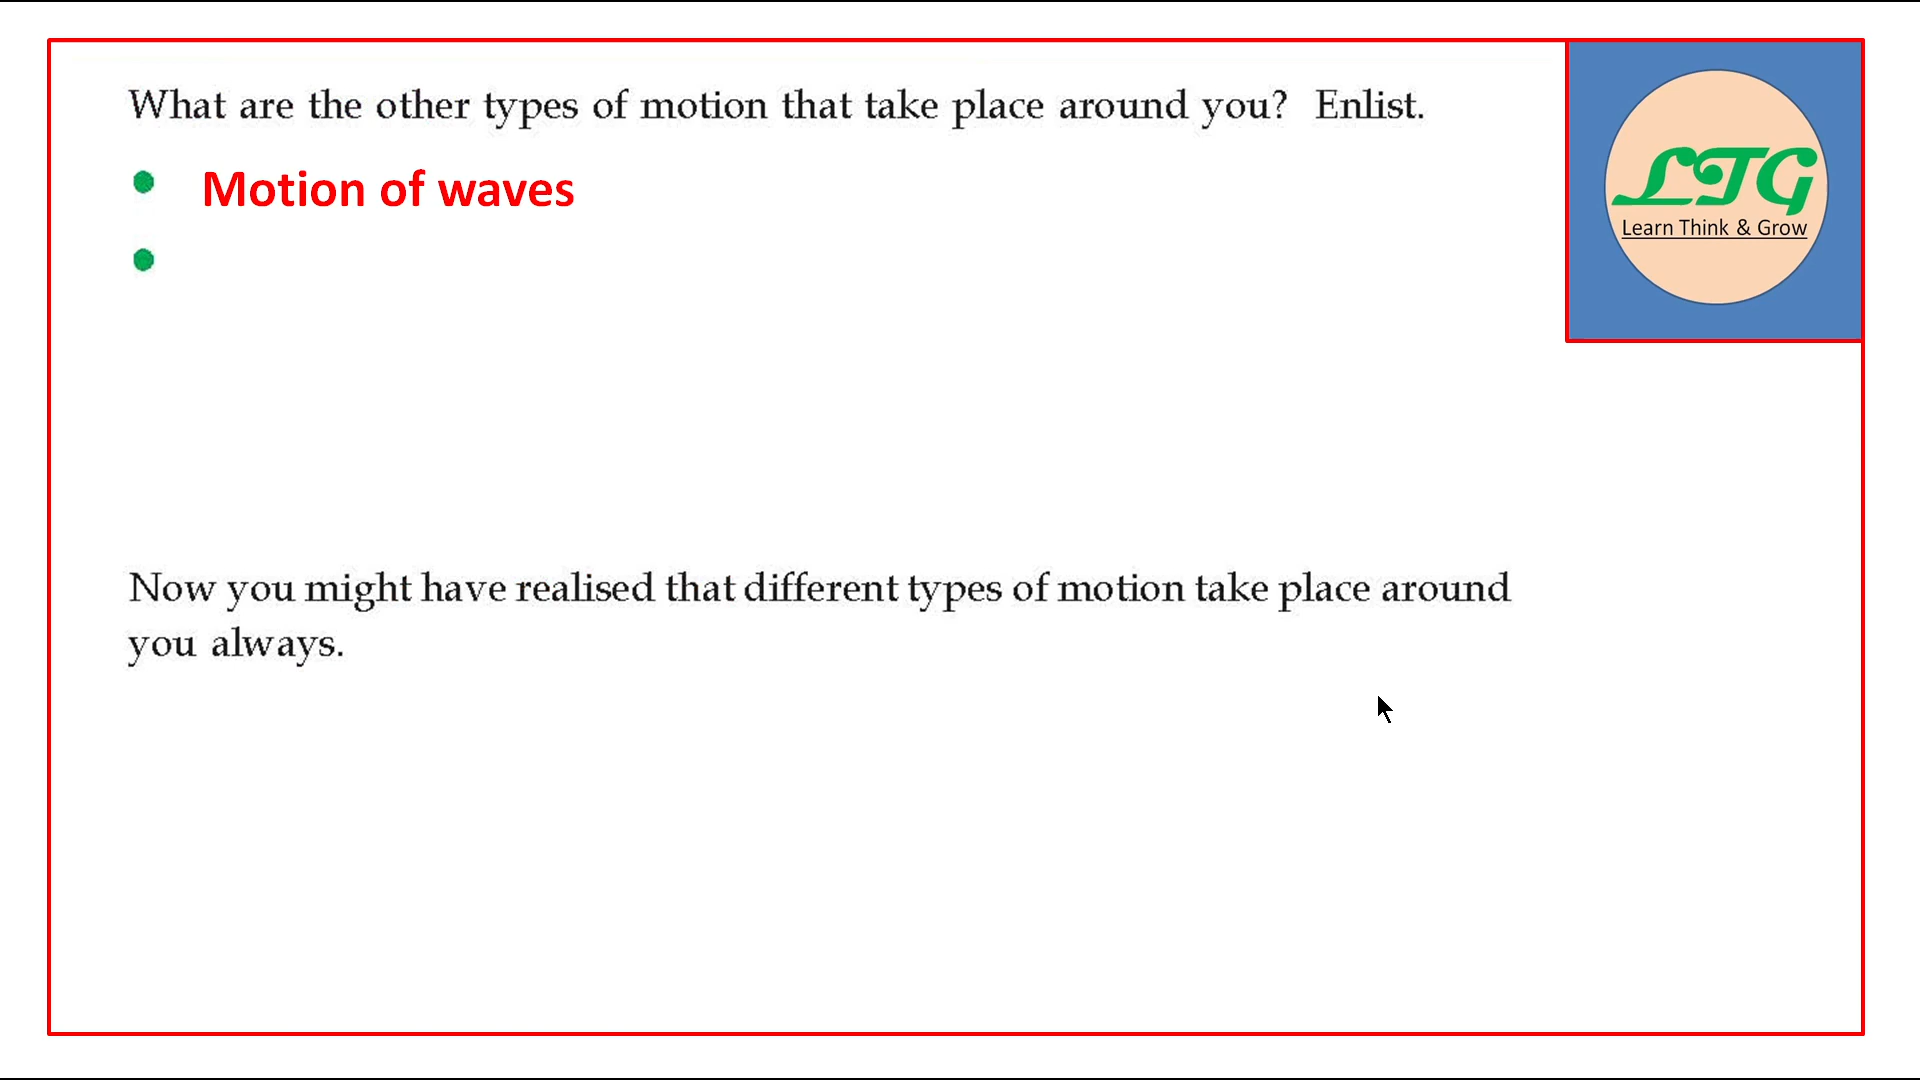 What are the other types of motion that take place around you? Enlist.
Motion of waves
LTG
Learn Think & Grow
Now you might have realised that different types of motion take place around
you always.